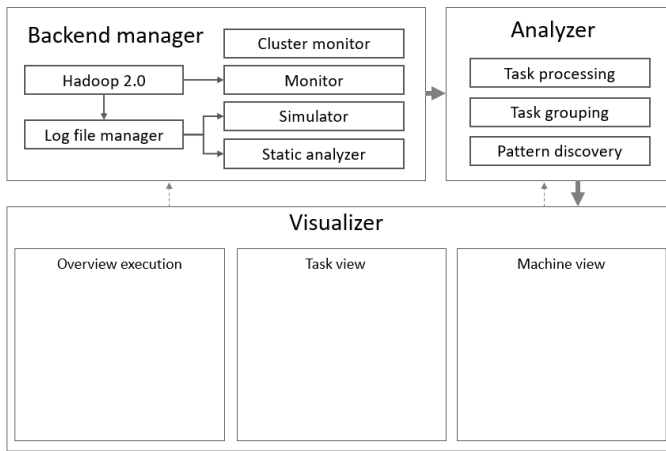 Backend manager
Cluster monitor
Hadoop 2.0
Monitor
Log file manager
Simulator
Static analyzer
Analyzer
Task processing
Task grouping
Pattern discovery
Visualizer
Overview execution
Task view
Machine view